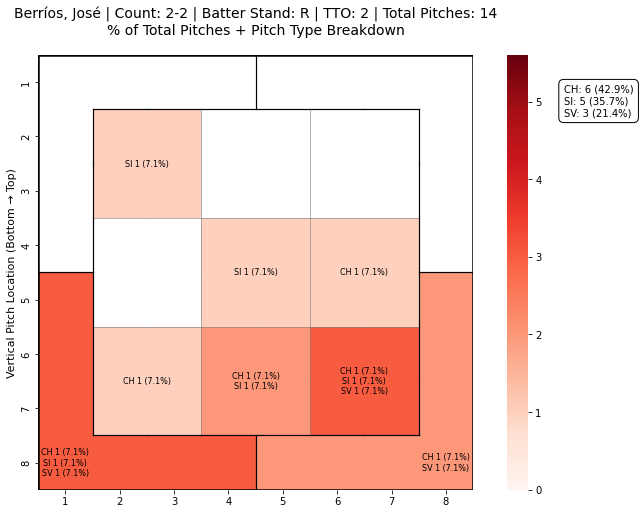 Berríos, José | Count: 2-2 | Batter Stand: R | TTO: 2 | Total Pitches: 14
% of Total Pitches + Pitch Type Breakdown
CH: 6 (42.9%)
SI: 5 (35.7%)
SV: 3 (21.4%)
Vertical Pitch Location (Bottom → Top)
1
2
3
4
5
6
7
8
SI 1 (7.1%)
SI 1 (7.1%)
CH 1 (7.1%)
CH 1 (7.1%)
CH 1 (7.1%)
SI 1 (7.1%)
CH 1 (7.1%)
SI 1 (7.1%)
SV 1 (7.1%)
CH 1 (7.1%)
SI 1 (7.1%)
SV 1 (7.1%)
CH 1 (7.1%)
SV 1 (7.1%)
1 2 3 4 5 6 7 8
5
4
3
2
1
0